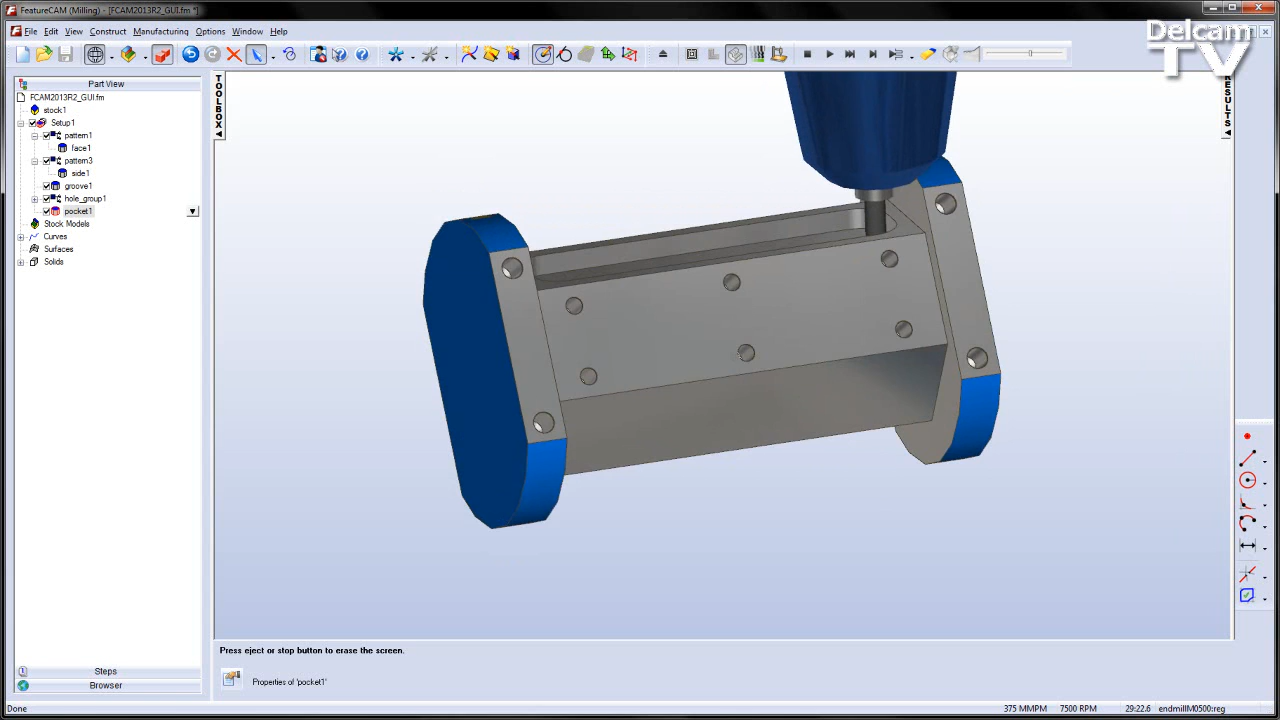 FeatureCAM (Milling) - [FCAM2013R2_GUI.fm *]
File Edit View Construct Manufacturing Options Window Help
Delcam
TV
Part View
TOOLBOX
RESULTS
FCAM2013R2_GUI.fm
stock1
Setup1
pattern1
face1
pattern3
side1
groove1
hole_group1
pocket1
Stock Models
Curves
Surfaces
Solids
Press eject or stop button to erase the screen.
Steps
Properties of 'pocket1'
Browser
Done 375 MMPM 7500 RPM 29:22.6 endmillM0500:reg